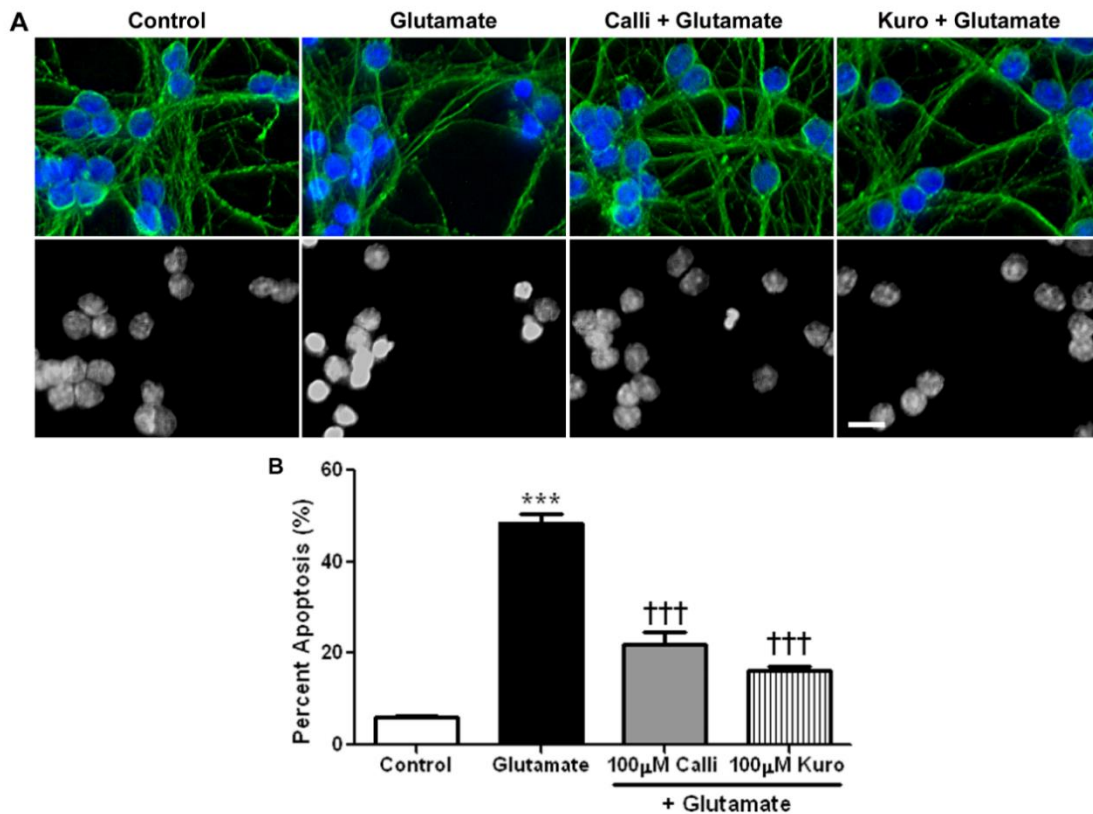 A
Control
Glutamate
Calli + Glutamate
Kuro + Glutamate
B
Percent Apoptosis (%)
60
40
20
0
***
†††
†††
Control
Glutamate
100μM Calli
100μM Kuro
+ Glutamate